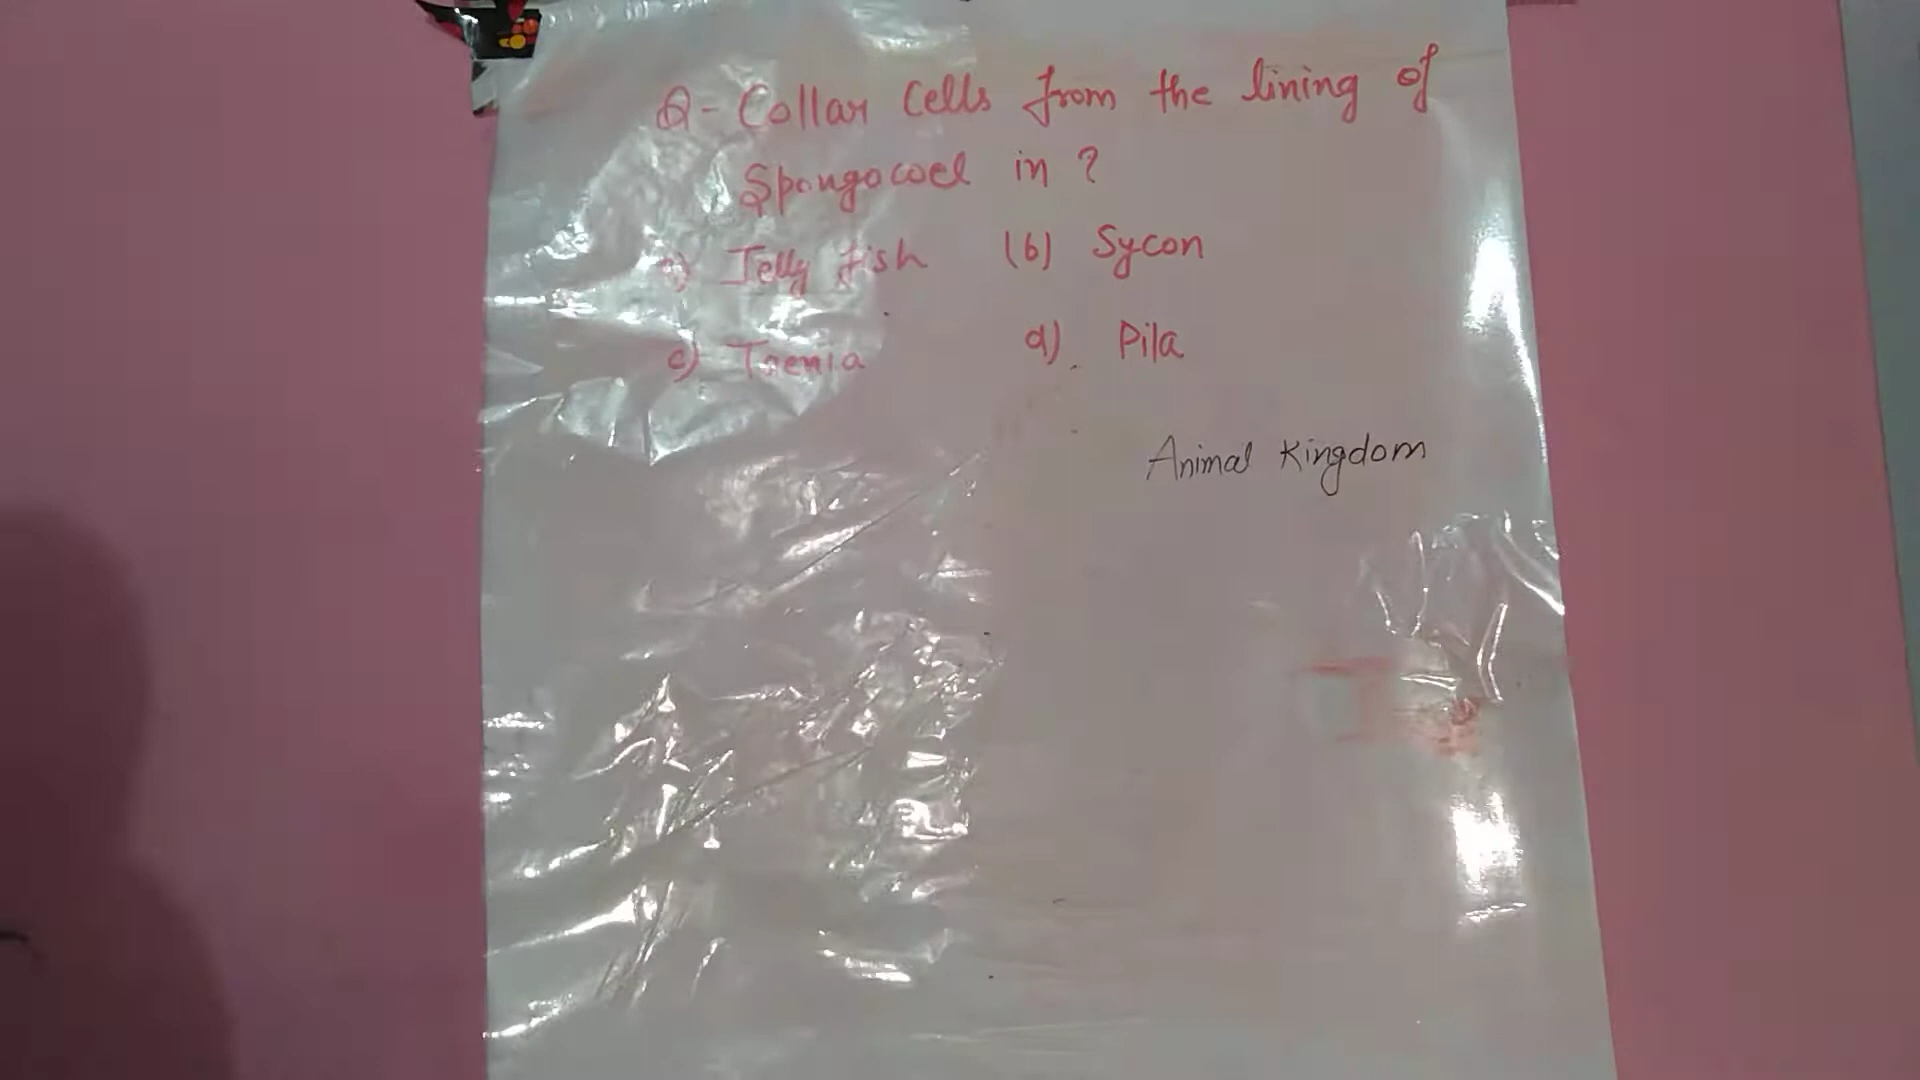 Q- Collar Cells from the lining of
Spongocoel in ?
a) Jelly fish (b) Sycon
c) Taenia d) Pila
Animal Kingdom